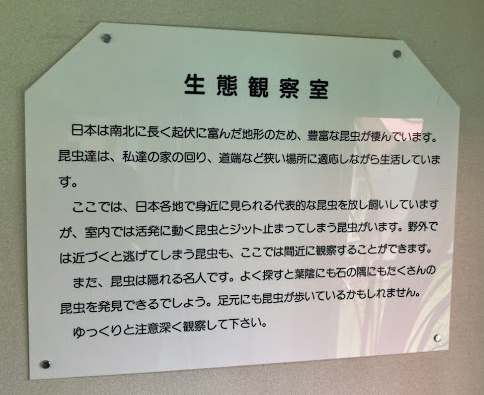 生態観察室
日本は南北に長く起伏に富んだ地形のため、豊富な昆虫が棲んでいます。
昆虫達は、私達の家の回り、道端など狭い場所に適応しながら生活していま
す。
ここでは、日本各地で身近に見られる代表的な昆虫を放し飼いしています
が、室内では活発に動く昆虫とジット止まってしまう昆虫がいます。野外で
は近づくと逃げてしまう昆虫も、ここでは間近に観察することができます。
また、昆虫は隠れる名人です。よく探すと葉陰にも石の隅にもたくさんの
昆虫を発見できるでしょう。足元にも昆虫が歩いているかもしれません。
ゆっくりと注意深く観察して下さい。